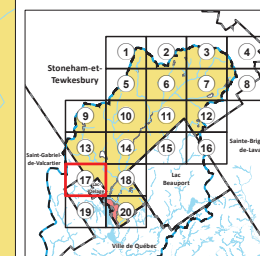 1 2 3 4
Stoneham-et-
Tewkesbury
5 6 7 8
9 10 11 12
Sainte-Brig
de-Lava
13 14 15 16
Saint-Gabriel-
de-Valcartier
Lac
Beauport
17 18
19 20
Ville de Québec